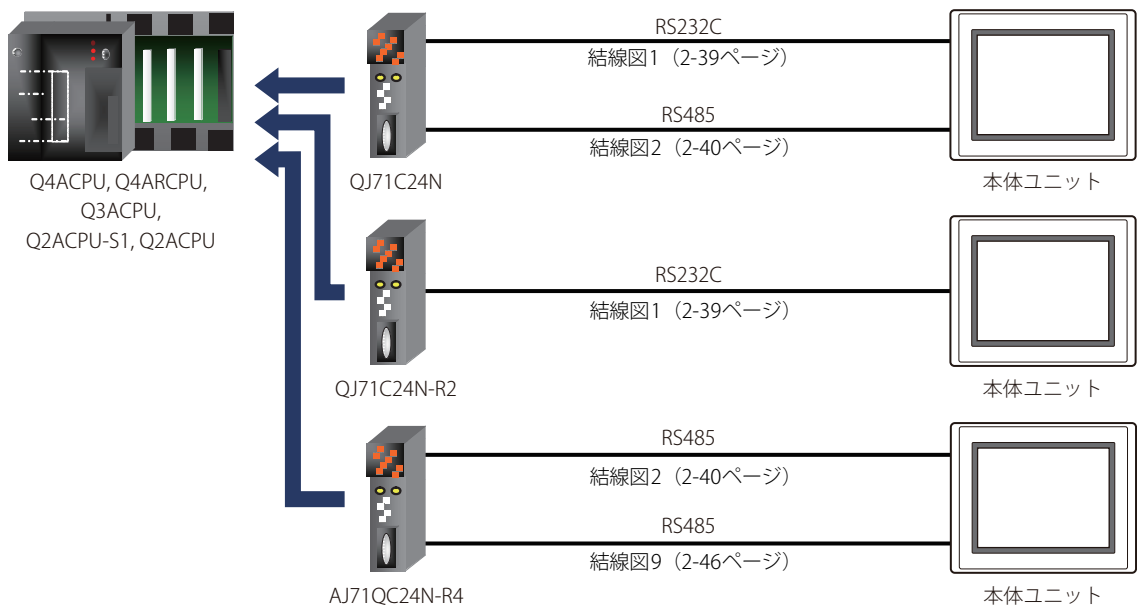 Q4ACPU, Q4ARCPU,
Q3ACPU,
Q2ACPU-S1, Q2ACPU
QJ71C24N
RS232C
結線図1（2-39ページ）
RS485
結線図2（2-40ページ）
本体ユニット
QJ71C24N-R2
RS232C
結線図1（2-39ページ）
本体ユニット
AJ71QC24N-R4
RS485
結線図2（2-40ページ）
RS485
結線図9（2-46ページ）
本体ユニット